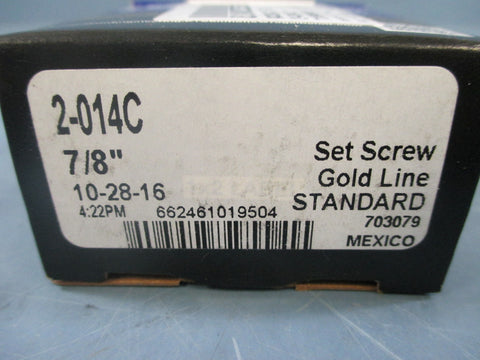 2-014C
7/8"
10-28-16
4:22PM
662461019504
Set Screw
Gold Line
STANDARD
703079
MEXICO